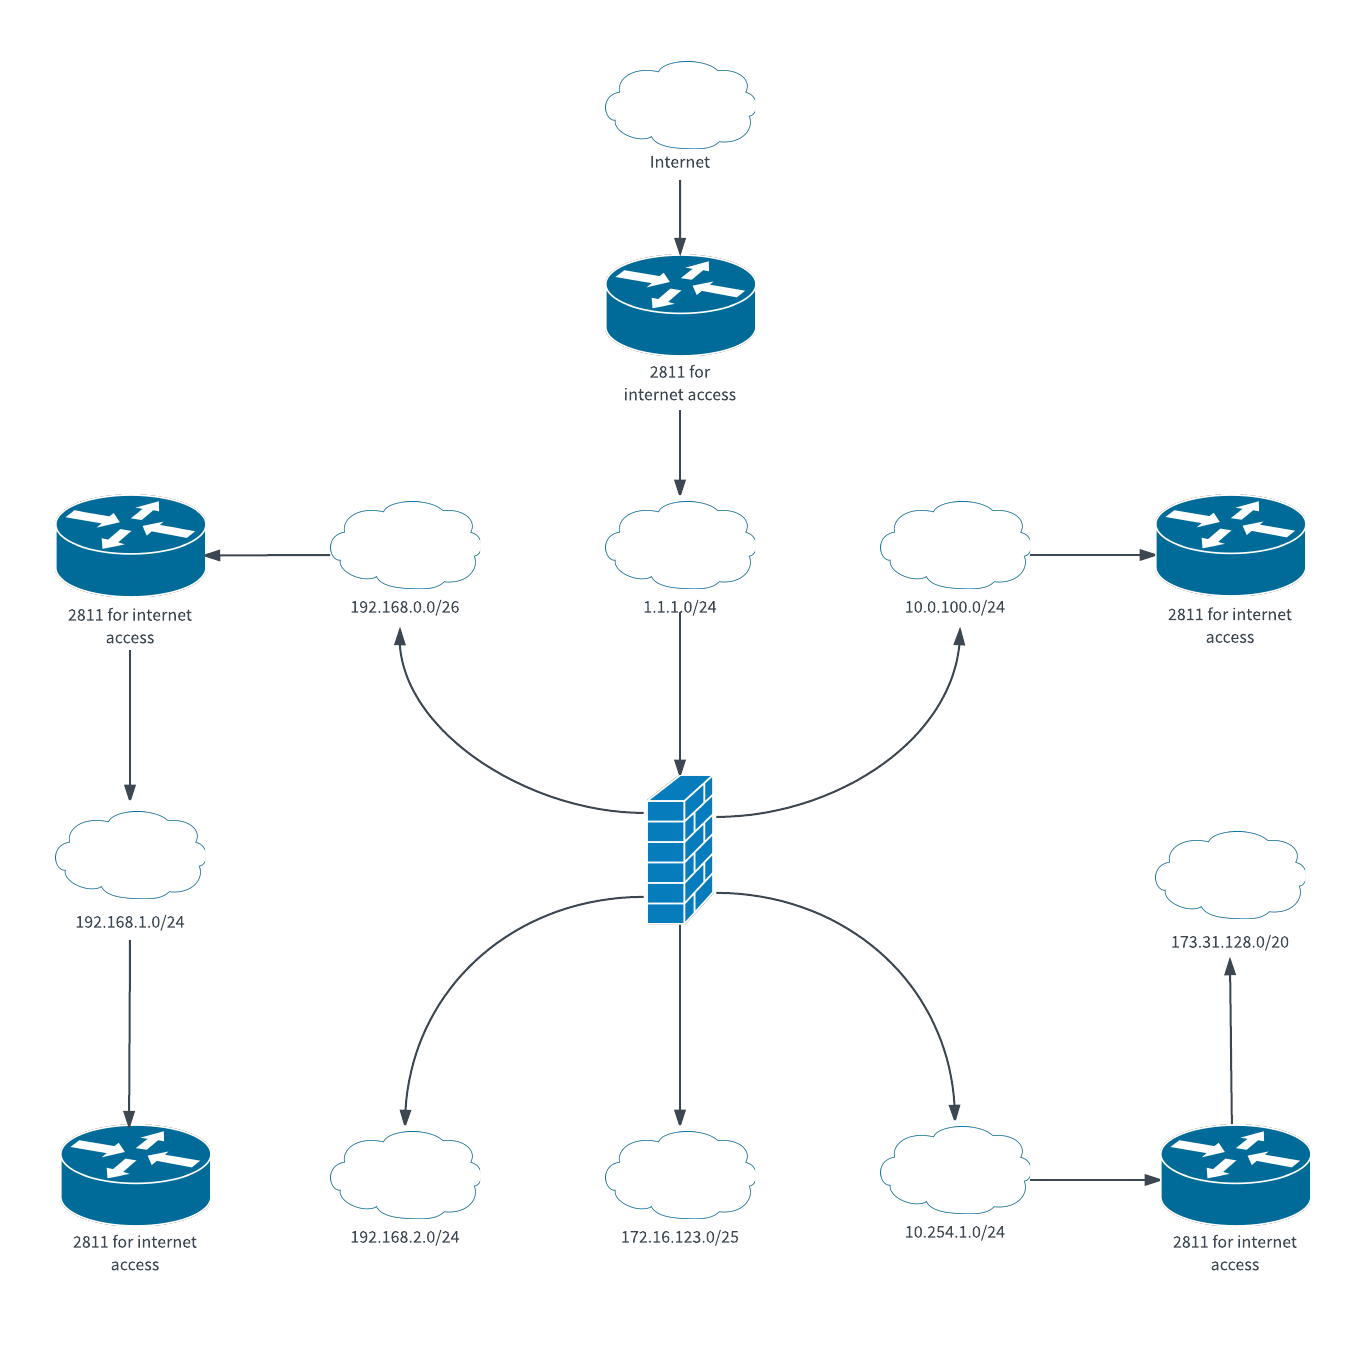 Internet
2811 for
internet access
192.168.0.0/26
1.1.1.0/24
10.0.100.0/24
2811 for internet
access
2811 for internet
access
192.168.1.0/24
173.31.128.0/20
192.168.2.0/24
172.16.123.0/25
10.254.1.0/24
2811 for internet
access
2811 for internet
access